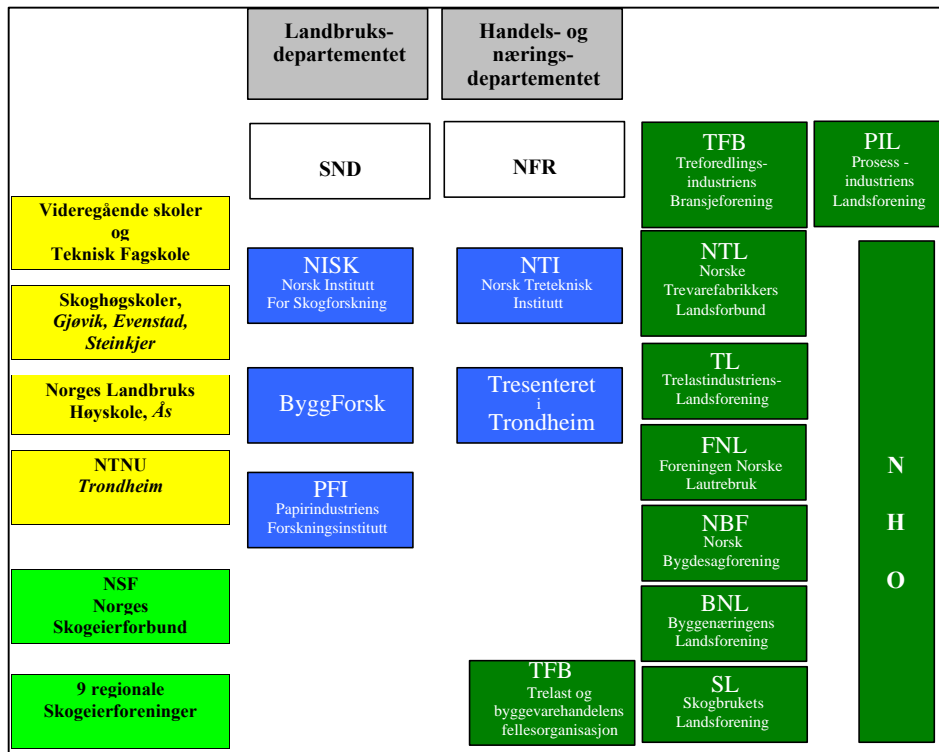 Landbruks-
departementet
Handels- og
nærings-
departementet
SND
NFR
TFB
Treforedlings-
industriens
Bransjeforening
PIL
Prosess -
industriens
Landsforening
Videregående skoler
og
Teknisk Fagskole
NISK
Norsk Institutt
For Skogforskning
NTI
Norsk Treteknisk
Institutt
NTL
Norske
Trevarefabrikkers
Landsforbund
Skoghøgskoler,
Gjøvik, Evenstad,
Steinkjer
TL
Trelastindustriens-
Landsforening
Norges Landbruks
Høyskole, Ås
ByggForsk
Tresenteret
i
Trondheim
FNL
Foreningen Norske
Lautrebruk
NTNU
Trondheim
PFI
Papirindustriens
Forskningsinstitutt
NBF
Norsk
Bygdesagforening
N
H
O
NSF
Norges
Skogeierforbund
BNL
Byggenæringens
Landsforening
9 regionale
Skogeierforeninger
TFB
Trelast og
byggevarehandelens
fellesorganisasjon
SL
Skogbrukets
Landsforening